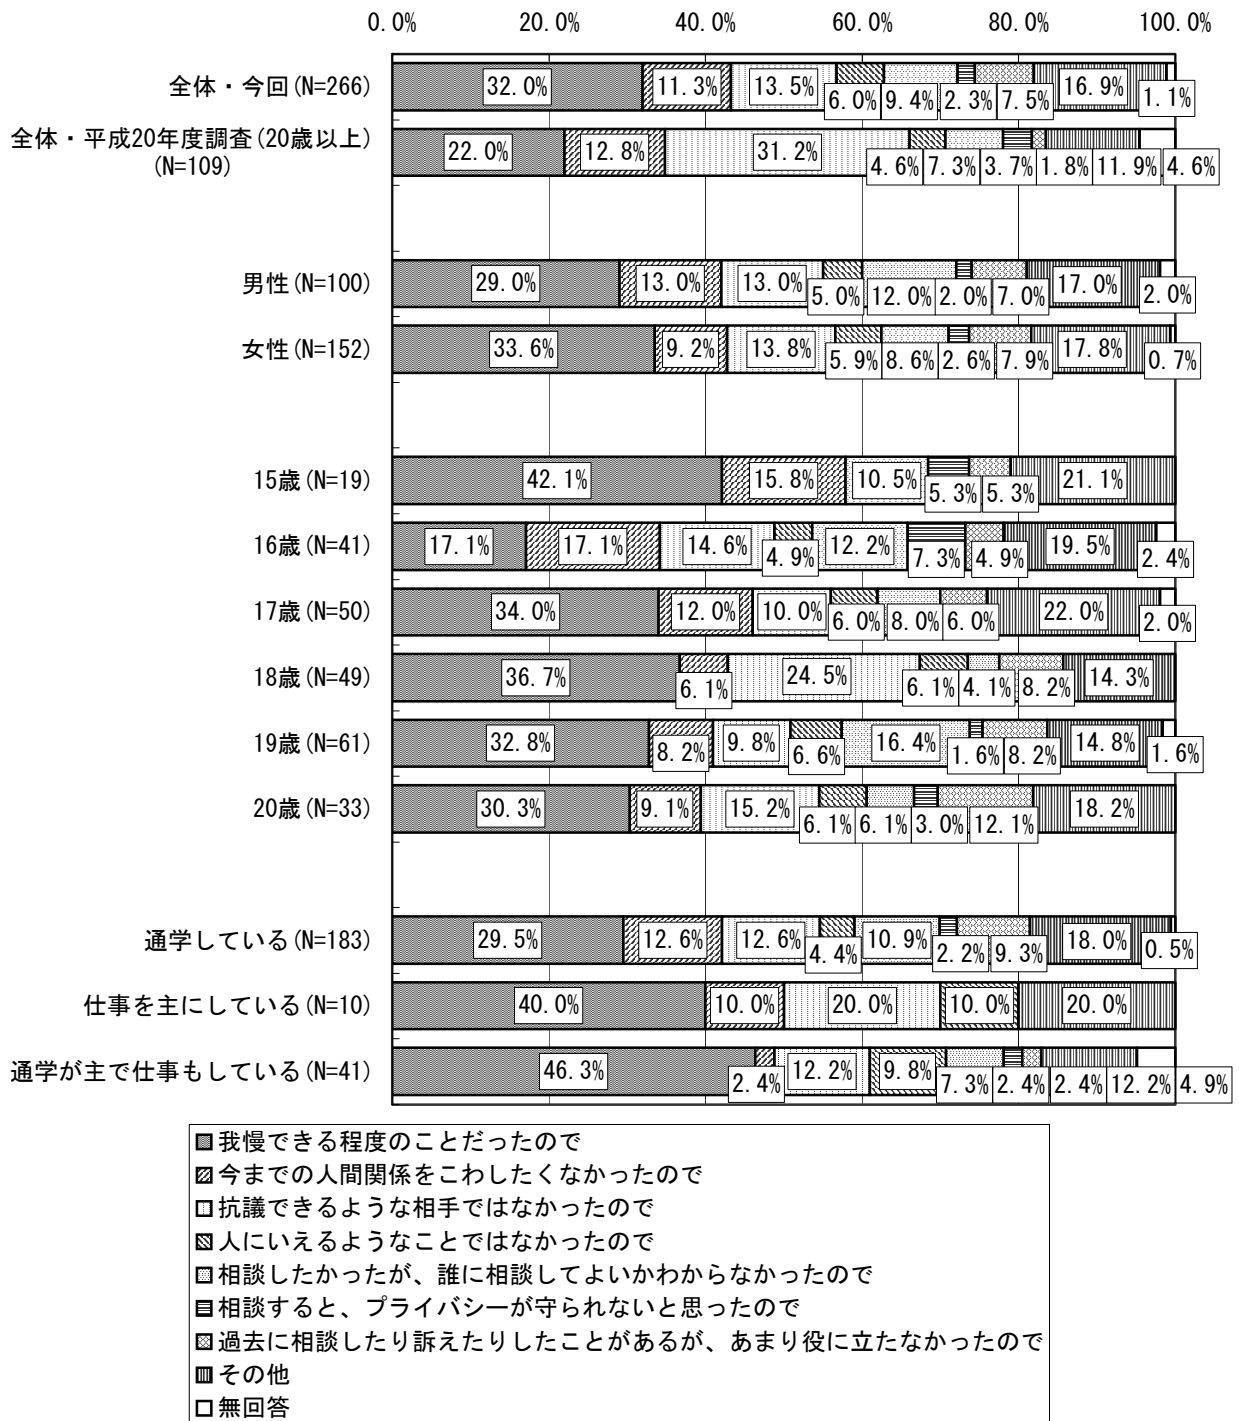 0.0% 20.0% 40.0% 60.0% 80.0% 100.0%
全体・今回(N=266) 32.0% 11.3% 13.5% 6.0% 9.4% 2.3% 7.5% 16.9% 1.1%
全体・平成20年度調査(20歳以上)
(N=109) 22.0% 12.8% 31.2% 4.6% 7.3% 3.7% 1.8% 11.9% 4.6%
男性(N=100) 29.0% 13.0% 13.0% 5.0% 12.0% 2.0% 7.0% 17.0% 2.0%
女性(N=152) 33.6% 9.2% 13.8% 5.9% 8.6% 2.6% 7.9% 17.8% 0.7%
15歳(N=19) 42.1% 15.8% 10.5% 5.3% 5.3% 21.1%
16歳(N=41) 17.1% 17.1% 14.6% 4.9% 12.2% 7.3% 4.9% 19.5% 2.4%
17歳(N=50) 34.0% 12.0% 10.0% 6.0% 8.0% 6.0% 22.0% 2.0%
18歳(N=49) 36.7% 6.1% 24.5% 6.1% 4.1% 8.2% 14.3%
19歳(N=61) 32.8% 8.2% 9.8% 6.6% 16.4% 1.6% 8.2% 14.8% 1.6%
20歳(N=33) 30.3% 9.1% 15.2% 6.1% 6.1% 3.0% 12.1% 18.2%
通学している(N=183) 29.5% 12.6% 12.6% 4.4% 10.9% 2.2% 9.3% 18.0% 0.5%
仕事を主にしている(N=10) 40.0% 10.0% 20.0% 10.0% 20.0%
通学が主で仕事もしている(N=41) 46.3% 2.4% 12.2% 9.8% 7.3% 2.4% 2.4% 12.2% 4.9%
我慢できる程度のことだったので
今までの人間関係をこわしたくなかったので
抗議できるような相手ではなかったので
人にいえるようなことではなかったので
相談したかったが、誰に相談してよいかわからなかったので
相談すると、プライバシーが守られないと思ったので
過去に相談したり訴えたりしたことがあるが、あまり役に立たなかったので
その他
無回答